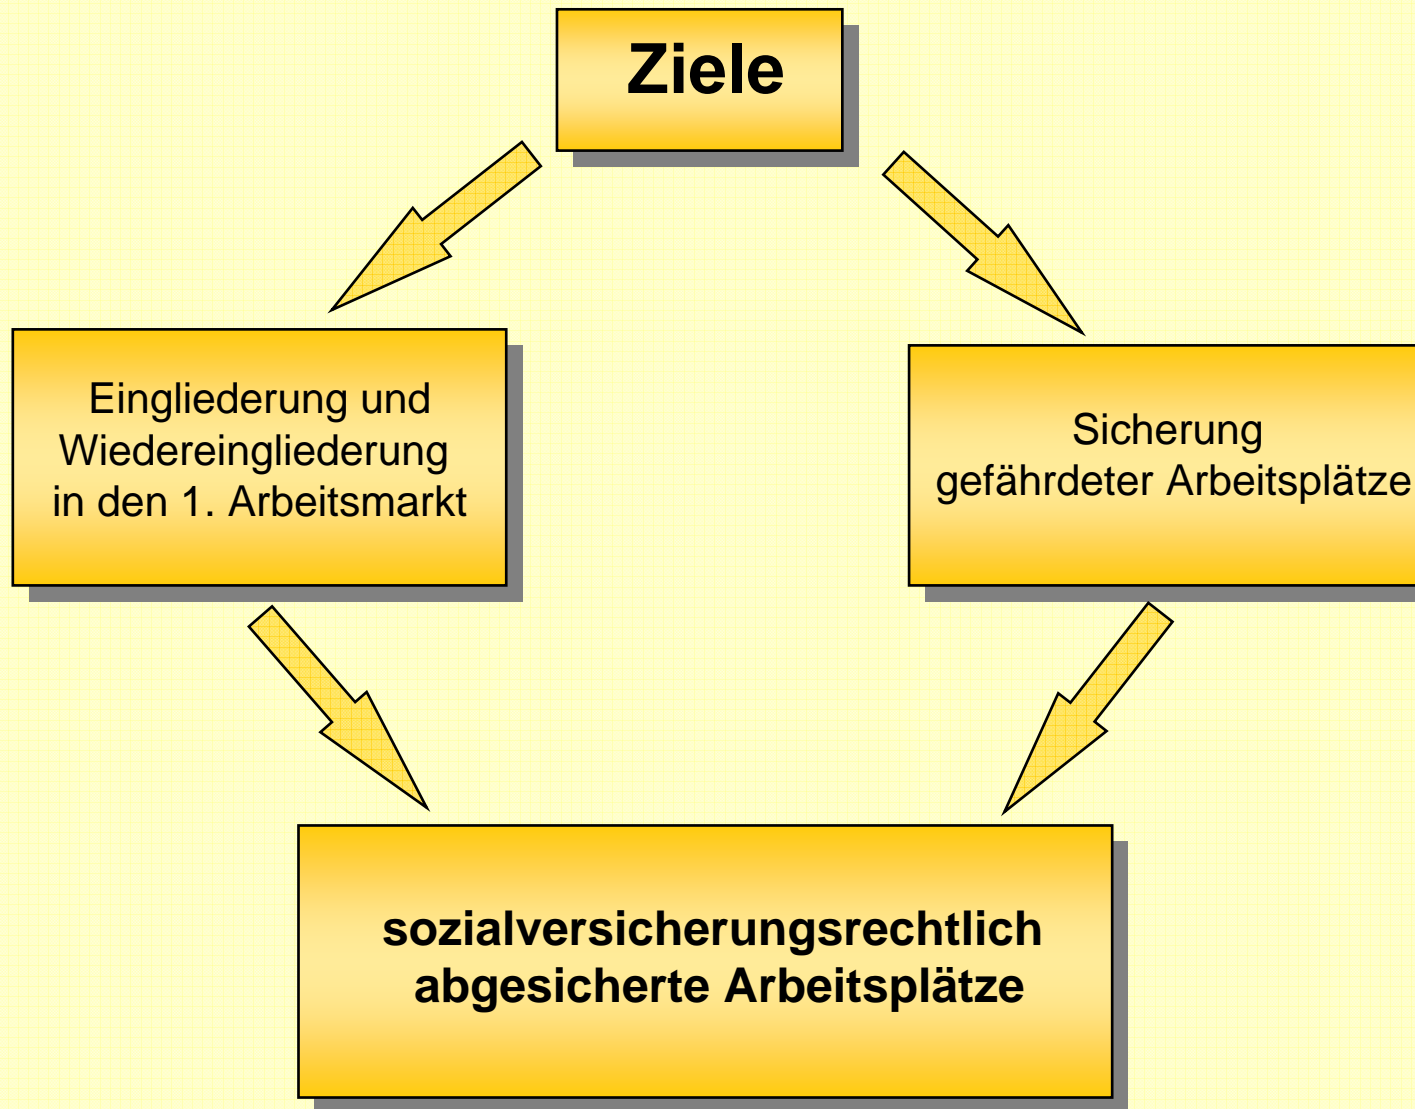 Ziele
Eingliederung und
Wiedereingliederung
in den 1. Arbeitsmarkt
Sicherung
gefährdeter Arbeitsplätze
sozialversicherungsrechtlich
abgesicherte Arbeitsplätze